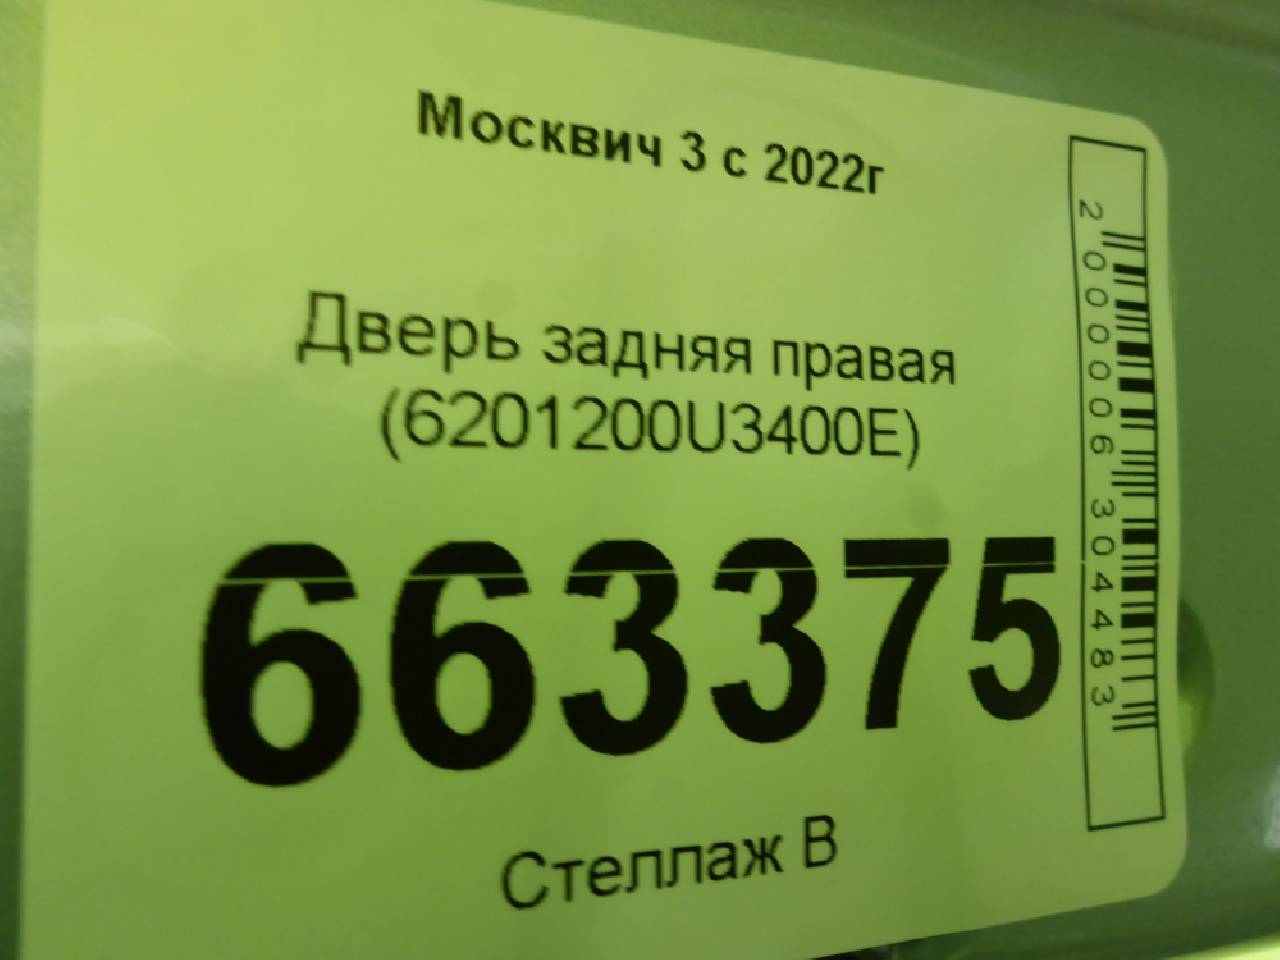 Москвич 3 с 2022г
Дверь задняя правая
(6201200U3400E)
663375
Стеллаж В
2000006304483